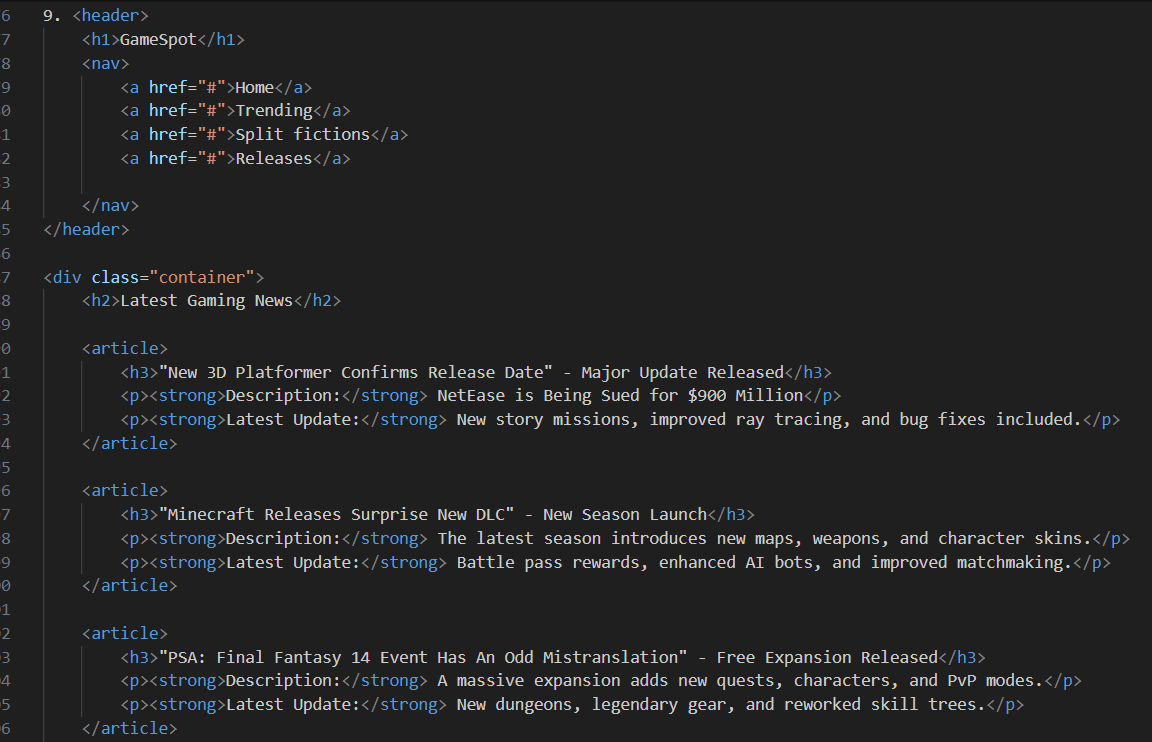 6 9. <header>
7 <h1>GameSpot</h1>
8 <nav>
9 <a href="#">Home</a>
0 <a href="#">Trending</a>
1 <a href="#">Split fictions</a>
2 <a href="#">Releases</a>
3
4 </nav>
5 </header>
6
7 <div class="container">
8 <h2>Latest Gaming News</h2>
9
0 <article>
1 <h3>"New 3D Platformer Confirms Release Date" - Major Update Released</h3>
2 <p><strong>Description:</strong> NetEase is Being Sued for $900 Million</p>
3 <p><strong>Latest Update:</strong> New story missions, improved ray tracing, and bug fixes included.</p>
4 </article>
5
6 <article>
7 <h3>"Minecraft Releases Surprise New DLC" - New Season Launch</h3>
8 <p><strong>Description:</strong> The latest season introduces new maps, weapons, and character skins.</p>
9 <p><strong>Latest Update:</strong> Battle pass rewards, enhanced AI bots, and improved matchmaking.</p>
0 </article>
1
2 <article>
3 <h3>"PSA: Final Fantasy 14 Event Has An Odd Mistranslation" - Free Expansion Released</h3>
4 <p><strong>Description:</strong> A massive expansion adds new quests, characters, and PvP modes.</p>
5 <p><strong>Latest Update:</strong> New dungeons, legendary gear, and reworked skill trees.</p>
6 </article>